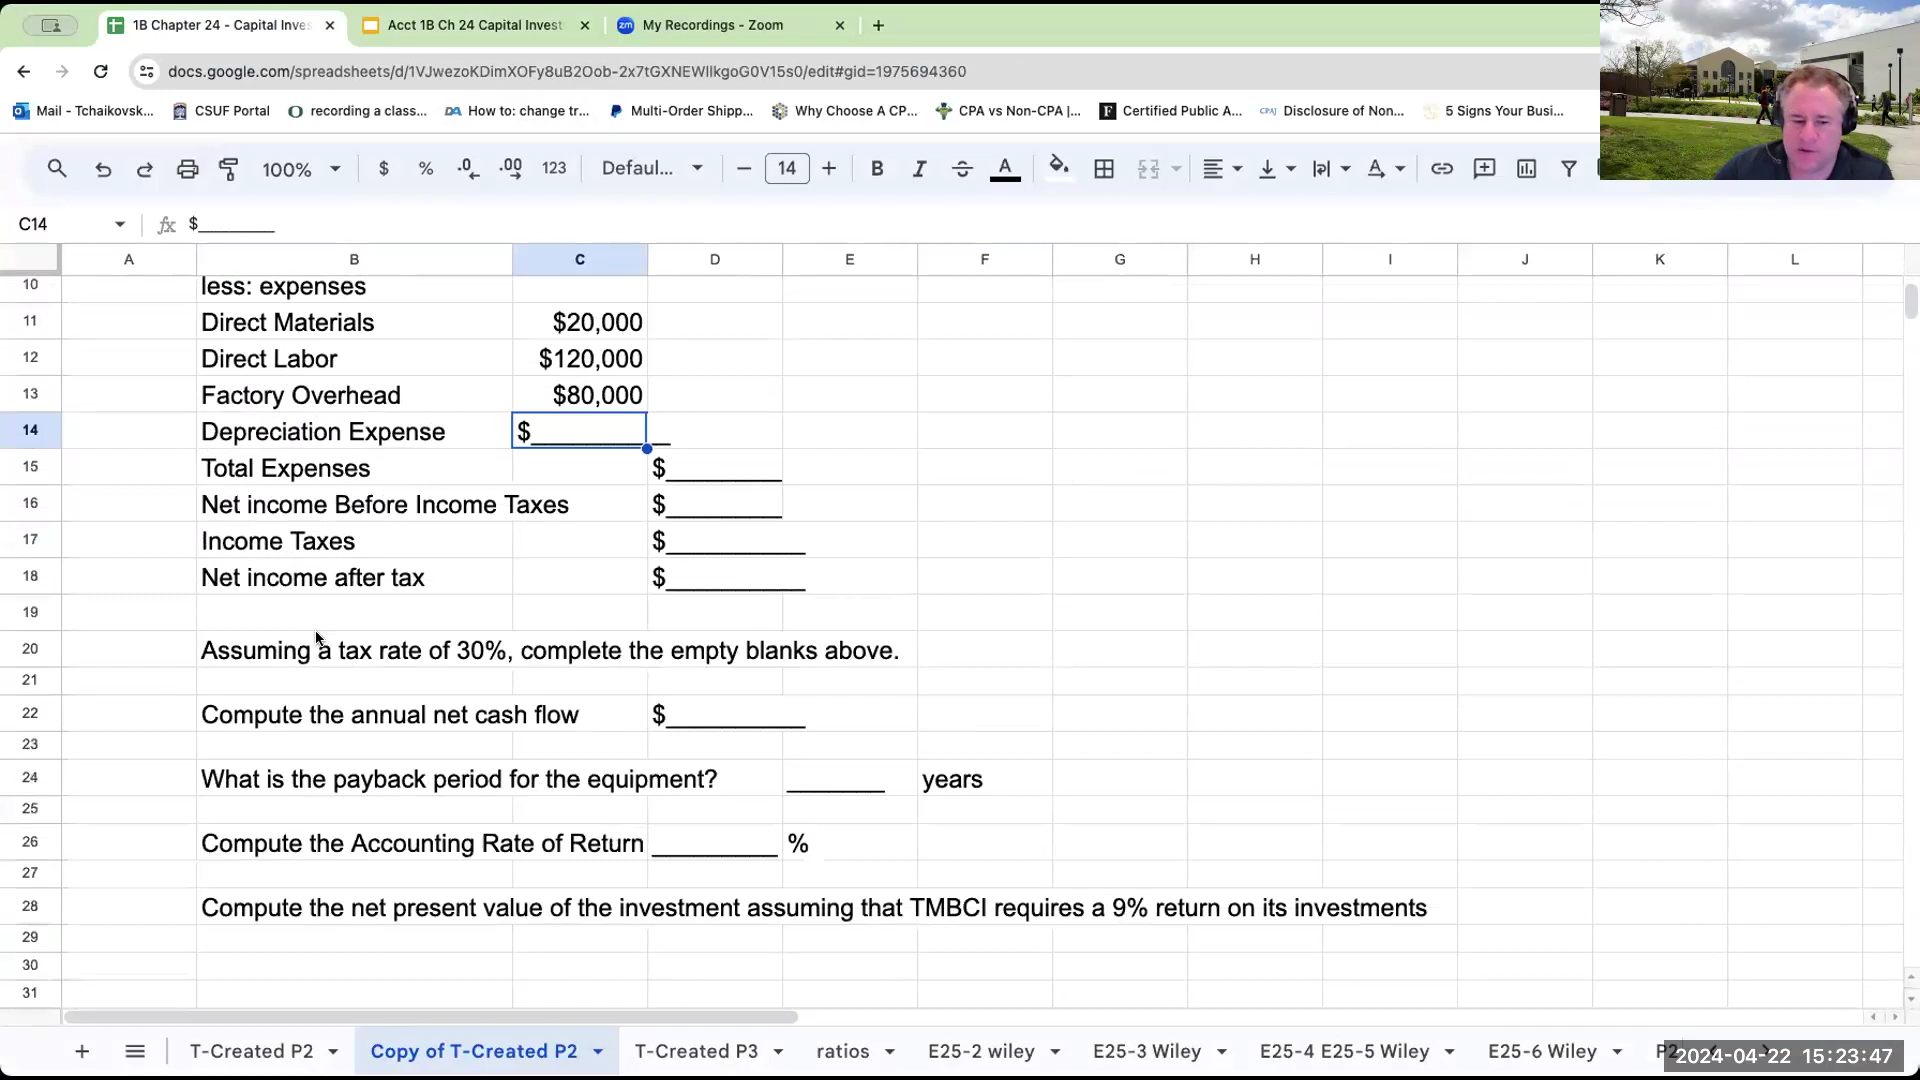 1B Chapter 24 - Capital Inves
Acct 1B Ch 24 Capital Invest
zm My Recordings - Zoom
docs.google.com/spreadsheets/d/1VJwezoKDimXOFy8uB2Oob-2x7tGXNEWllkgoG0V15s0/edit#gid=1975694360
Mail - Tchaikovsk... CSUF Portal recording a class... DA How to: change tr... Multi-Order Shipp... Why Choose A CP... CPA vs Non-CPA |... F Certified Public A... CPAJ Disclosure of Non... 5 Signs Your Busi...
100% $ % .0 .00 123 Defaul... 14 B I S A
C14 fx $_________
A B C D E F G H I J K L
10 less: expenses
11 Direct Materials $20,000
12 Direct Labor $120,000
13 Factory Overhead $80,000
14 Depreciation Expense $__________
15 Total Expenses $_________
16 Net income Before Income Taxes $_________
17 Income Taxes $__________
18 Net income after tax $__________
19
20 Assuming a tax rate of 30%, complete the empty blanks above.
21
22 Compute the annual net cash flow $__________
23
24 What is the payback period for the equipment? _______ years
25
26 Compute the Accounting Rate of Return _________ %
27
28 Compute the net present value of the investment assuming that TMBCI requires a 9% return on its investments
29
30
31
T-Created P2 Copy of T-Created P2 T-Created P3 ratios E25-2 wiley E25-3 Wiley E25-4 E25-5 Wiley E25-6 Wiley
2024-04-22 15:23:47